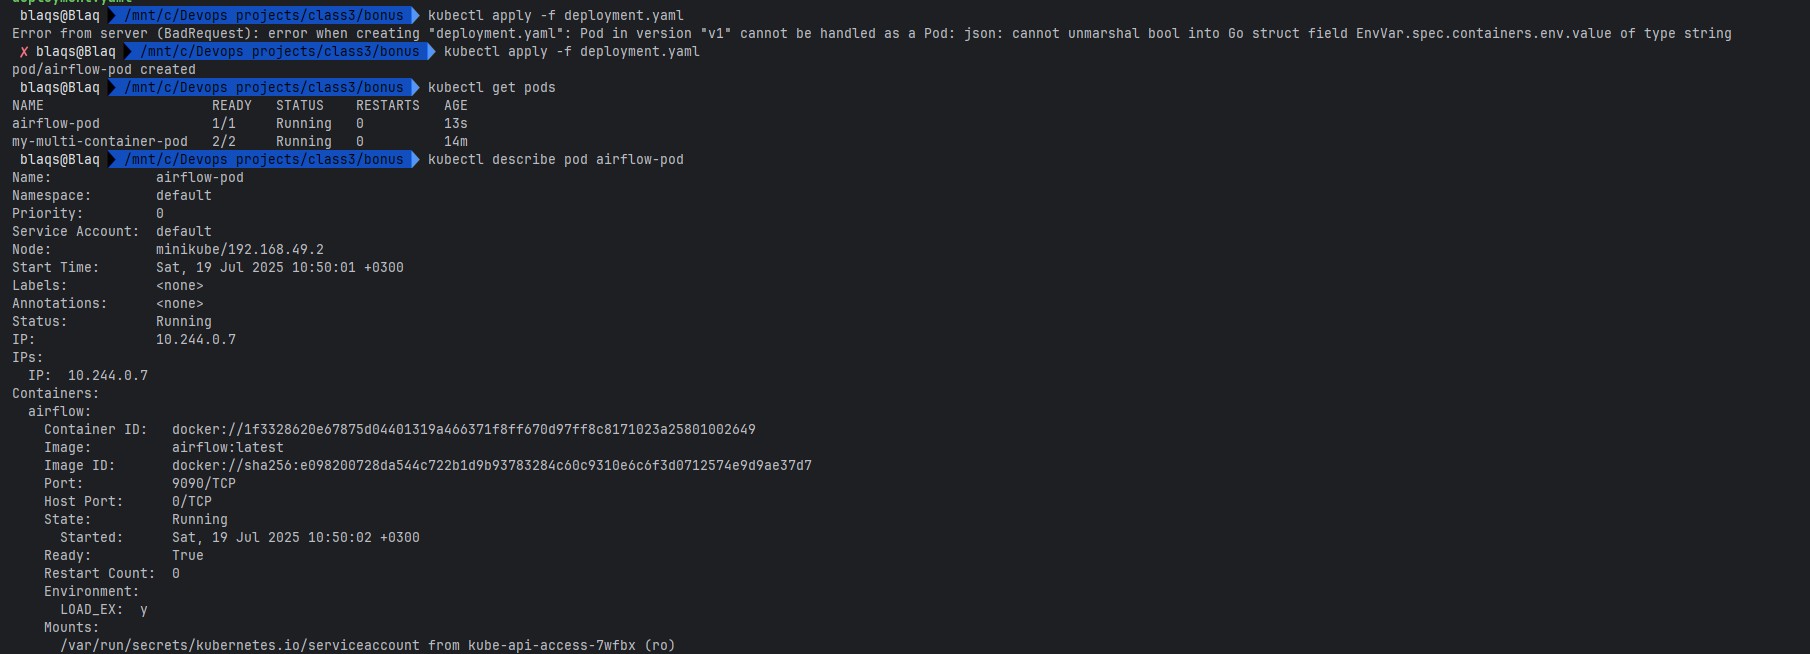 blaqs@Blaq /mnt/c/Devops projects/class3/bonus kubectl apply -f deployment.yaml
Error from server (BadRequest): error when creating "deployment.yaml": Pod in version "v1" cannot be handled as a Pod: json: cannot unmarshal bool into Go struct field EnvVar.spec.containers.env.value of type string
✗ blaqs@Blaq /mnt/c/Devops projects/class3/bonus kubectl apply -f deployment.yaml
pod/airflow-pod created
blaqs@Blaq /mnt/c/Devops projects/class3/bonus kubectl get pods
NAME READY STATUS RESTARTS AGE
airflow-pod 1/1 Running 0 13s
my-multi-container-pod 2/2 Running 0 14m
blaqs@Blaq /mnt/c/Devops projects/class3/bonus kubectl describe pod airflow-pod
Name: airflow-pod
Namespace: default
Priority: 0
Service Account: default
Node: minikube/192.168.49.2
Start Time: Sat, 19 Jul 2025 10:50:01 +0300
Labels: <none>
Annotations: <none>
Status: Running
IP: 10.244.0.7
IPs:
IP: 10.244.0.7
Containers:
airflow:
Container ID: docker://1f3328620e67875d04401319a466371f8ff670d97ff8c8171023a25801002649
Image: airflow:latest
Image ID: docker://sha256:e098200728da544c722b1d9b93783284c60c9310e6c6f3d0712574e9d9ae37d7
Port: 9090/TCP
Host Port: 0/TCP
State: Running
Started: Sat, 19 Jul 2025 10:50:02 +0300
Ready: True
Restart Count: 0
Environment:
LOAD_EX: y
Mounts:
/var/run/secrets/kubernetes.io/serviceaccount from kube-api-access-7wfbx (ro)